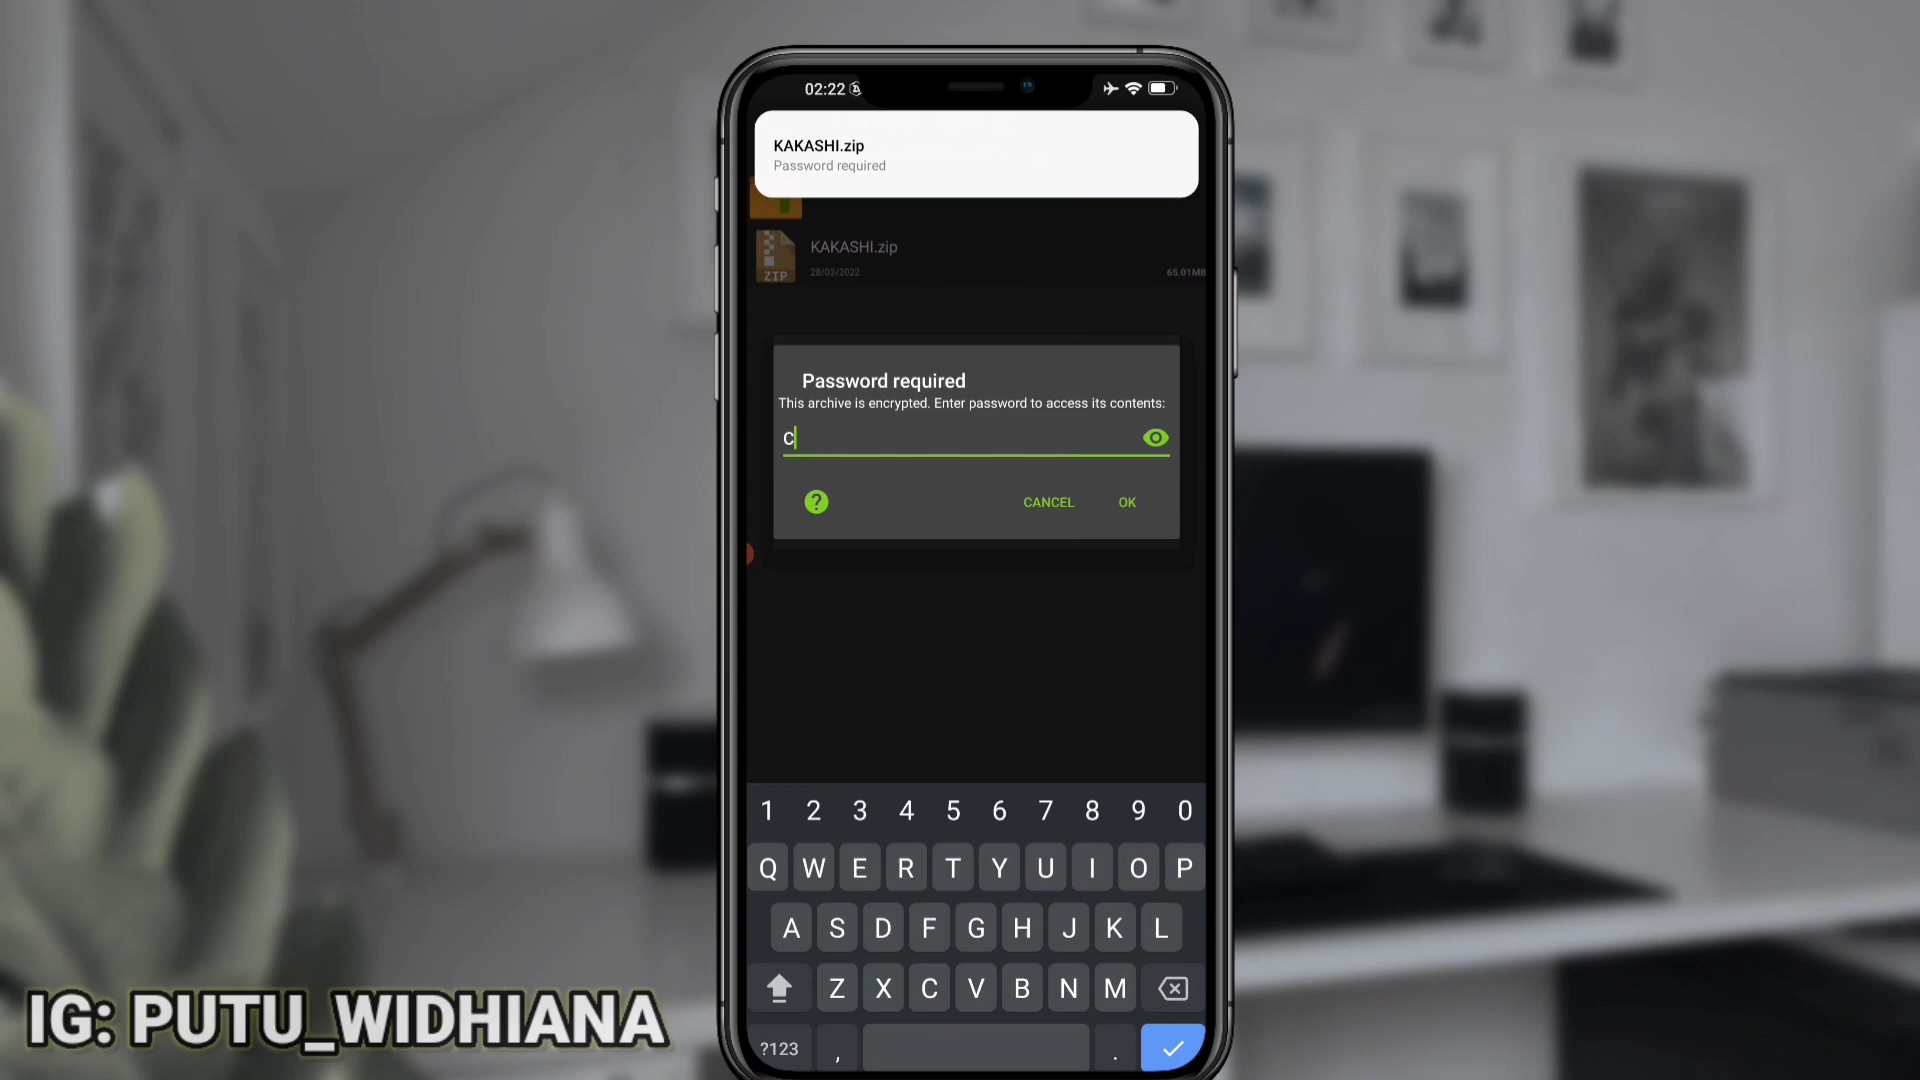 02:22
KAKASHI.zip
Password required
KAKASHI.zip
ZIP
28/03/2022
65.01MB
Password required
This archive is encrypted. Enter password to access its contents:
C
?
CANCEL
OK
1 2 3 4 5 6 7 8 9 0
Q W E R T Y U I O P
A S D F G H J K L
Z X C V B N M
?123 , .
IG: PUTU_WIDHIANA